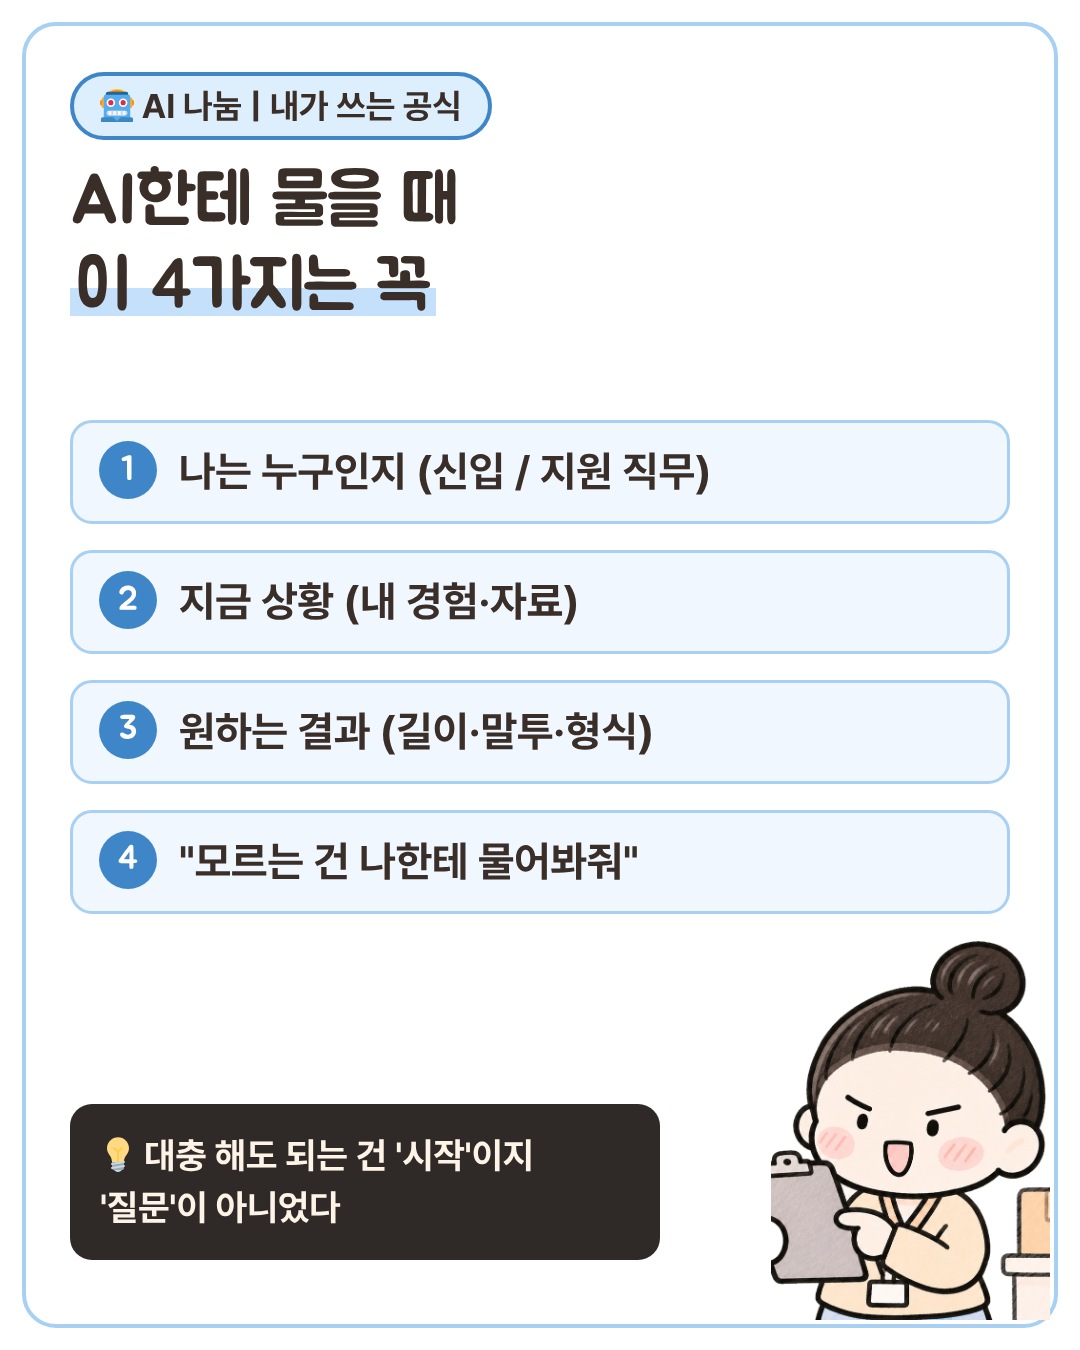 AI 나눔 | 내가 쓰는 공식
AI한테 물을 때
이 4가지는 꼭
1 나는 누구인지 (신입 / 지원 직무)
2 지금 상황 (내 경험·자료)
3 원하는 결과 (길이·말투·형식)
4 "모르는 건 나한테 물어봐줘"
대충 해도 되는 건 '시작'이지
'질문'이 아니었다